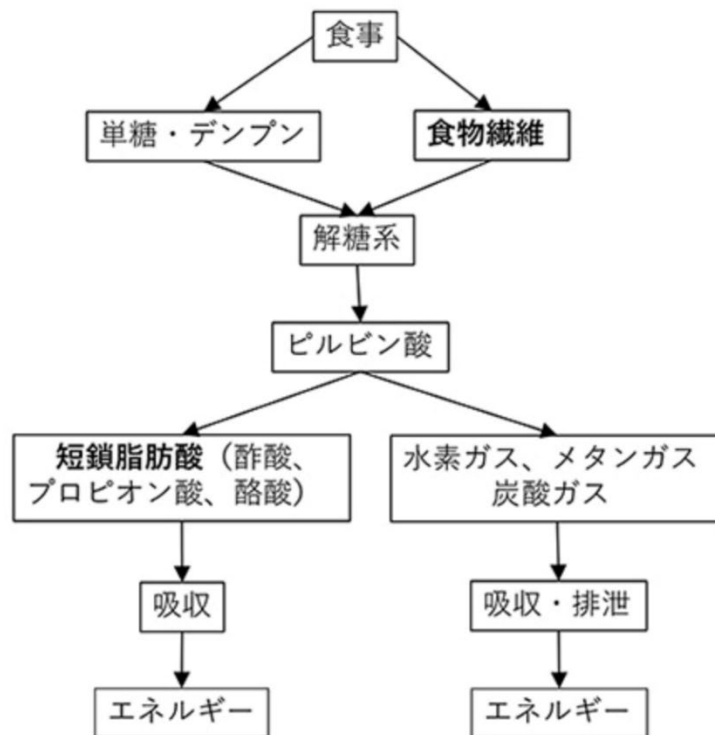 食事
単糖・デンプン
食物繊維
解糖系
ピルビン酸
短鎖脂肪酸（酢酸、
プロピオン酸、酪酸）
水素ガス、メタンガス
炭酸ガス
吸収
吸収・排泄
エネルギー
エネルギー